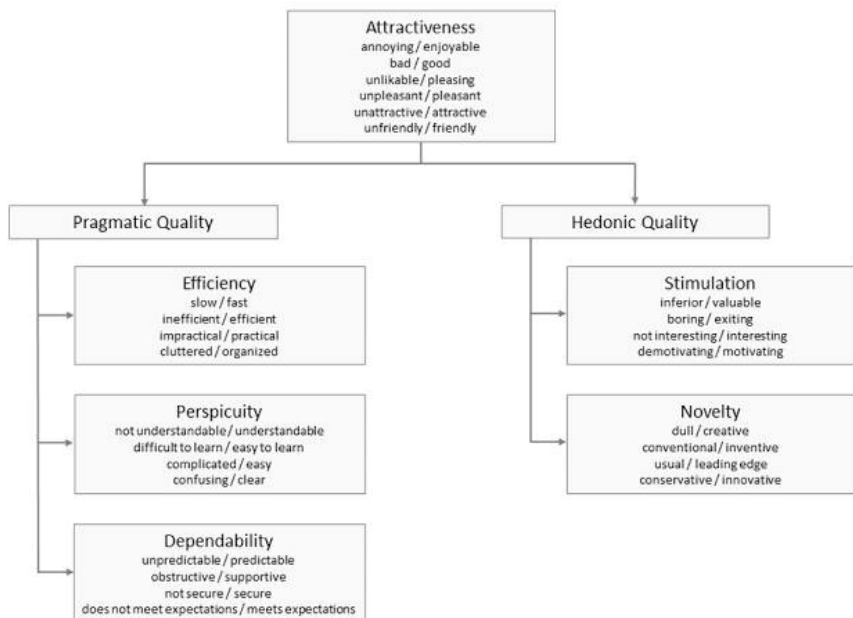 Attractiveness
annoying / enjoyable
bad / good
unlikable / pleasing
unpleasant / pleasant
unattractive / attractive
unfriendly / friendly
Pragmatic Quality
Efficiency
slow / fast
inefficient / efficient
impractical / practical
cluttered / organized
Perspicuity
not understandable / understandable
difficult to learn / easy to learn
complicated / easy
confusing / clear
Dependability
unpredictable / predictable
obstructive / supportive
not secure / secure
does not meet expectations / meets expectations
Hedonic Quality
Stimulation
inferior / valuable
boring / exiting
not interesting / interesting
demotivating / motivating
Novelty
dull / creative
conventional / inventive
usual / leading edge
conservative / innovative